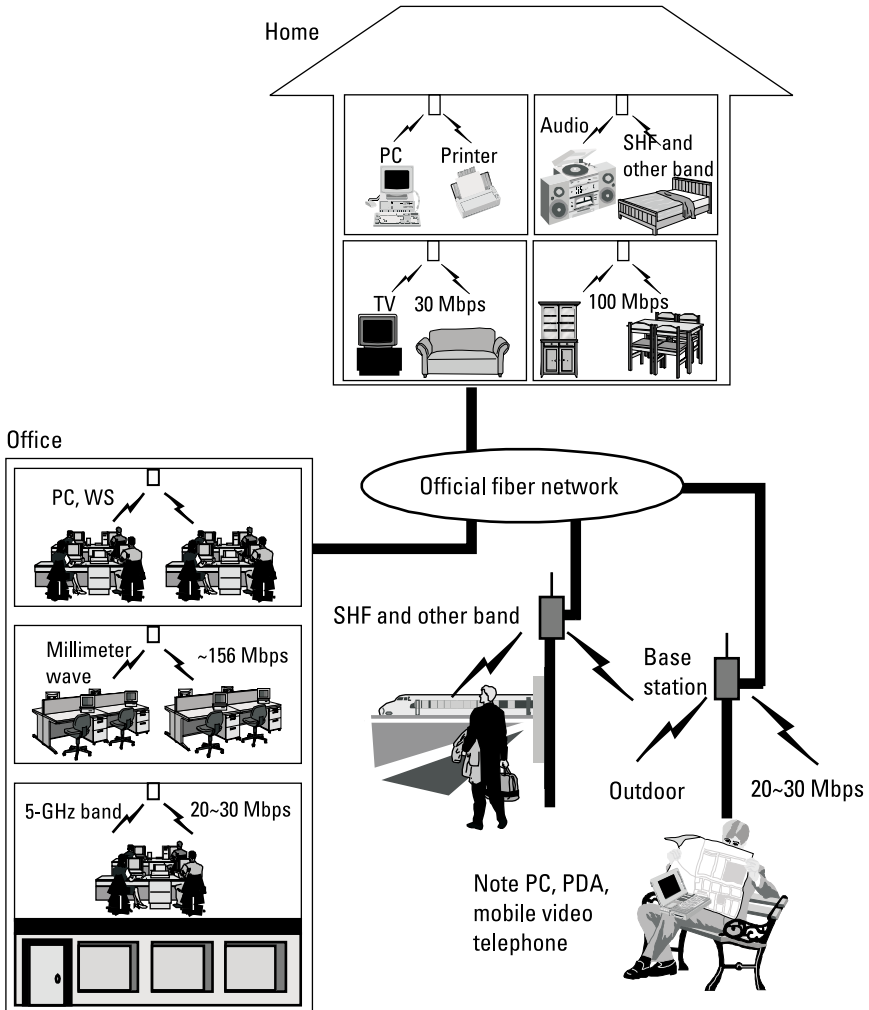 Home
PC
Printer
Audio
SHF and
other band
TV
30 Mbps
100 Mbps
Office
Official fiber network
PC, WS
Millimeter
wave
~156 Mbps
5-GHz band
20~30 Mbps
SHF and other band
Base
station
Outdoor
20~30 Mbps
Note PC, PDA,
mobile video
telephone